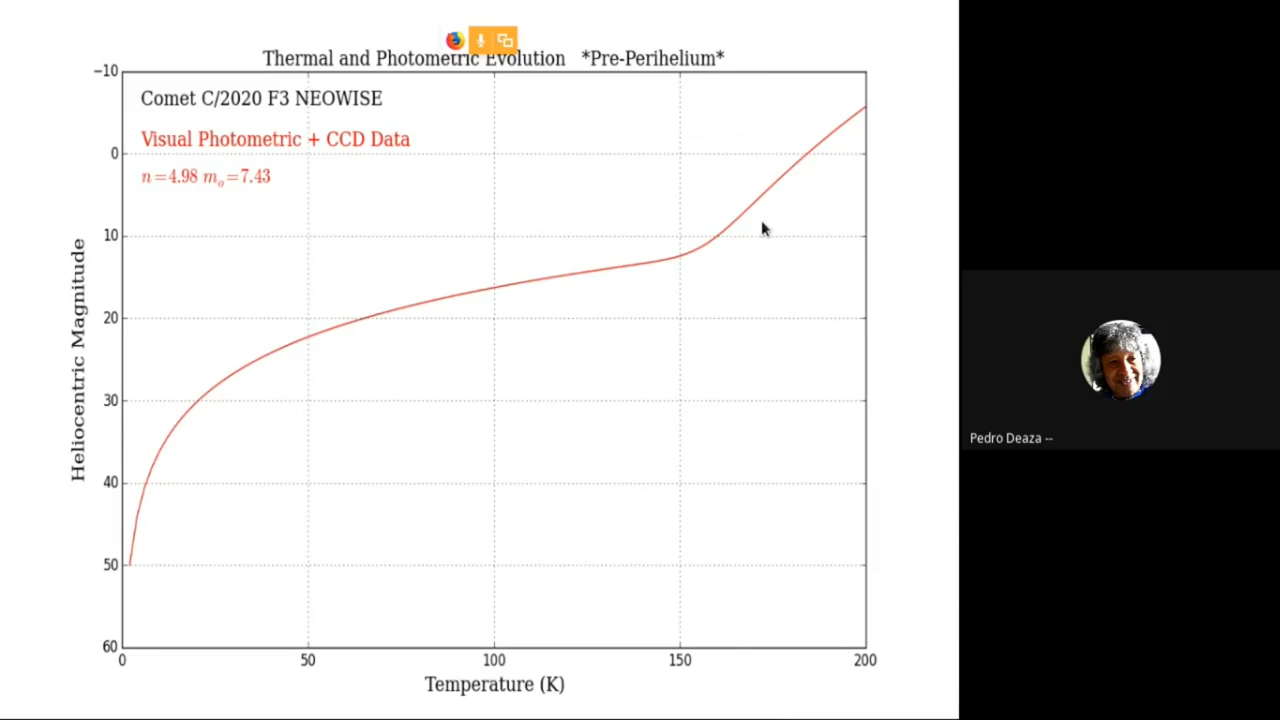 Thermal and Photometric Evolution *Pre-Perihelium*
Comet C/2020 F3 NEOWISE
Visual Photometric + CCD Data
n=4.98 mₒ=7.43
Heliocentric Magnitude
−10
0
10
20
30
40
50
60
0 50 100 150 200
Temperature (K)
Pedro Deaza --